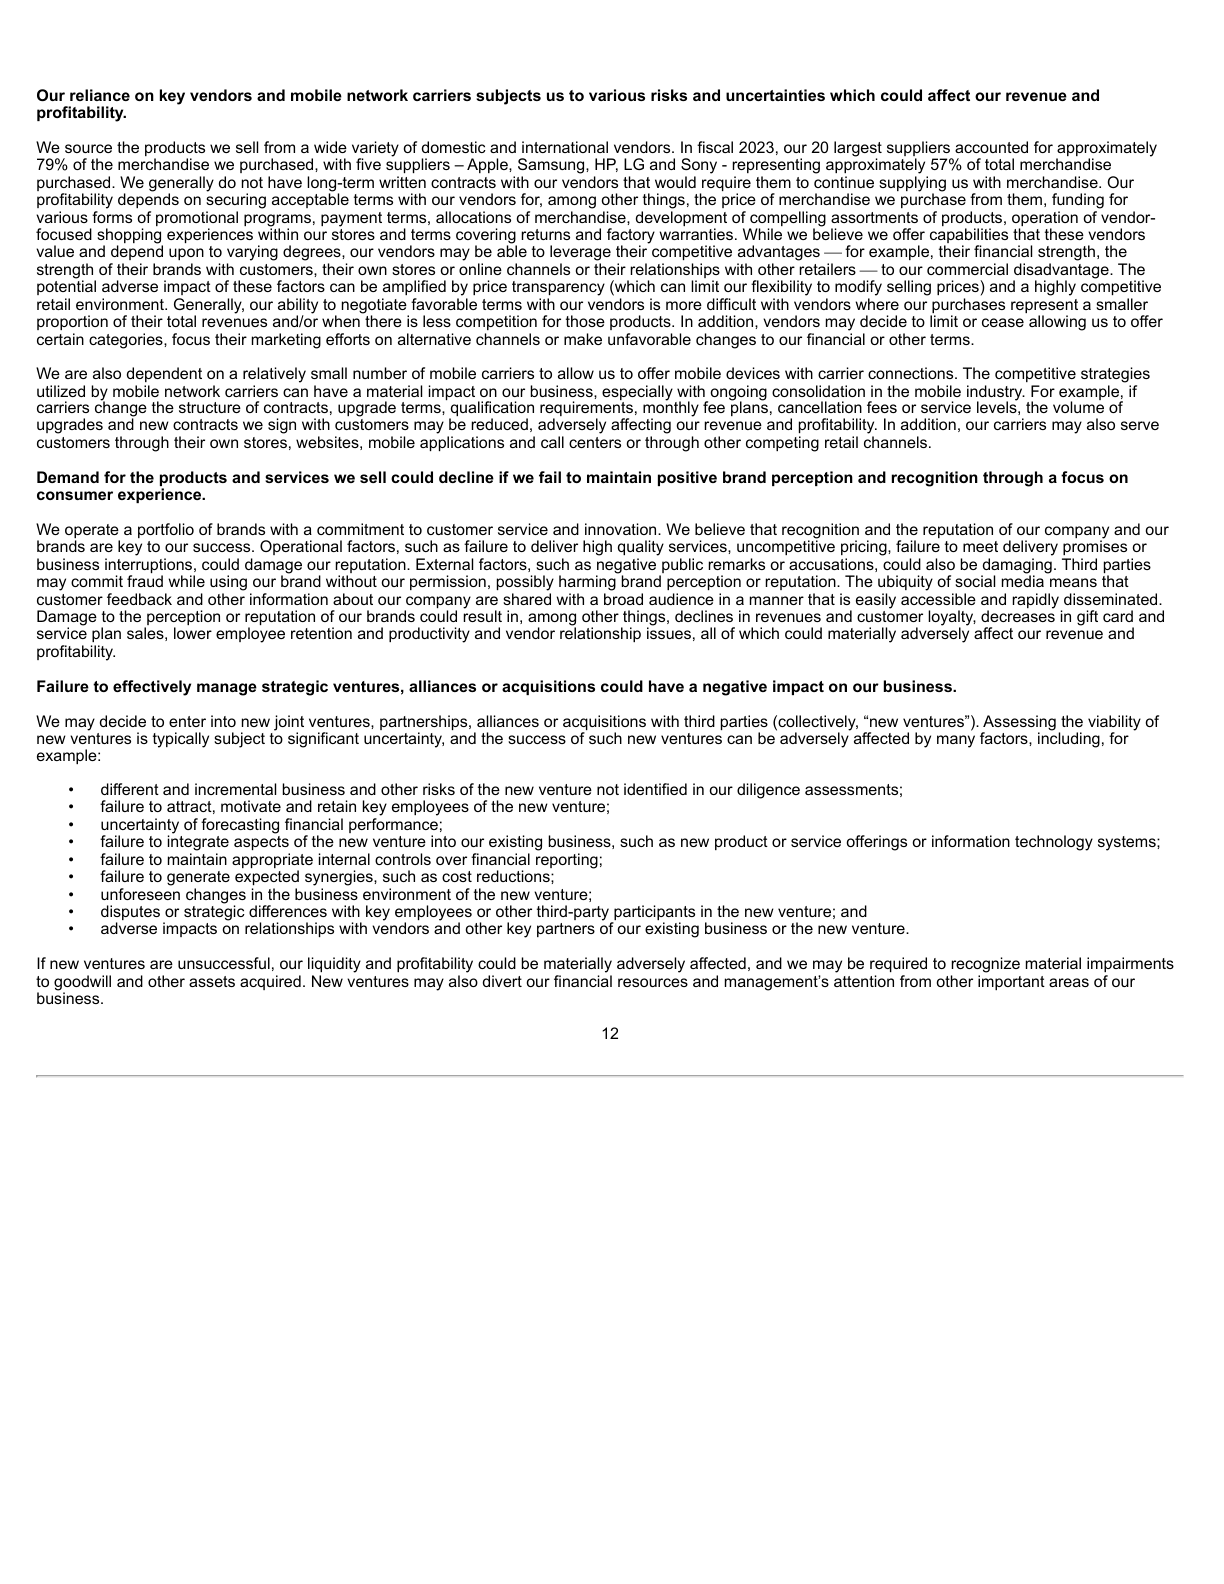 Our reliance on key vendors and mobile network carriers subjects us to various risks and uncertainties which could affect our revenue and
profitability.
We source the products we sell from a wide variety of domestic and international vendors. In fiscal 2023, our 20 largest suppliers accounted for approximately
79% of the merchandise we purchased, with five suppliers – Apple, Samsung, HP, LG and Sony - representing approximately 57% of total merchandise
purchased. We generally do not have long-term written contracts with our vendors that would require them to continue supplying us with merchandise. Our
profitability depends on securing acceptable terms with our vendors for, among other things, the price of merchandise we purchase from them, funding for
various forms of promotional programs, payment terms, allocations of merchandise, development of compelling assortments of products, operation of vendor-
focused shopping experiences within our stores and terms covering returns and factory warranties. While we believe we offer capabilities that these vendors
value and depend upon to varying degrees, our vendors may be able to leverage their competitive advantages — for example, their financial strength, the
strength of their brands with customers, their own stores or online channels or their relationships with other retailers — to our commercial disadvantage. The
potential adverse impact of these factors can be amplified by price transparency (which can limit our flexibility to modify selling prices) and a highly competitive
retail environment. Generally, our ability to negotiate favorable terms with our vendors is more difficult with vendors where our purchases represent a smaller
proportion of their total revenues and/or when there is less competition for those products. In addition, vendors may decide to limit or cease allowing us to offer
certain categories, focus their marketing efforts on alternative channels or make unfavorable changes to our financial or other terms.
We are also dependent on a relatively small number of mobile carriers to allow us to offer mobile devices with carrier connections. The competitive strategies
utilized by mobile network carriers can have a material impact on our business, especially with ongoing consolidation in the mobile industry. For example, if
carriers change the structure of contracts, upgrade terms, qualification requirements, monthly fee plans, cancellation fees or service levels, the volume of
upgrades and new contracts we sign with customers may be reduced, adversely affecting our revenue and profitability. In addition, our carriers may also serve
customers through their own stores, websites, mobile applications and call centers or through other competing retail channels.
Demand for the products and services we sell could decline if we fail to maintain positive brand perception and recognition through a focus on
consumer experience.
We operate a portfolio of brands with a commitment to customer service and innovation. We believe that recognition and the reputation of our company and our
brands are key to our success. Operational factors, such as failure to deliver high quality services, uncompetitive pricing, failure to meet delivery promises or
business interruptions, could damage our reputation. External factors, such as negative public remarks or accusations, could also be damaging. Third parties
may commit fraud while using our brand without our permission, possibly harming brand perception or reputation. The ubiquity of social media means that
customer feedback and other information about our company are shared with a broad audience in a manner that is easily accessible and rapidly disseminated.
Damage to the perception or reputation of our brands could result in, among other things, declines in revenues and customer loyalty, decreases in gift card and
service plan sales, lower employee retention and productivity and vendor relationship issues, all of which could materially adversely affect our revenue and
profitability.
Failure to effectively manage strategic ventures, alliances or acquisitions could have a negative impact on our business.
We may decide to enter into new joint ventures, partnerships, alliances or acquisitions with third parties (collectively, “new ventures”). Assessing the viability of
new ventures is typically subject to significant uncertainty, and the success of such new ventures can be adversely affected by many factors, including, for
example:
• different and incremental business and other risks of the new venture not identified in our diligence assessments;
• failure to attract, motivate and retain key employees of the new venture;
• uncertainty of forecasting financial performance;
• failure to integrate aspects of the new venture into our existing business, such as new product or service offerings or information technology systems;
• failure to maintain appropriate internal controls over financial reporting;
• failure to generate expected synergies, such as cost reductions;
• unforeseen changes in the business environment of the new venture;
• disputes or strategic differences with key employees or other third-party participants in the new venture; and
• adverse impacts on relationships with vendors and other key partners of our existing business or the new venture.
If new ventures are unsuccessful, our liquidity and profitability could be materially adversely affected, and we may be required to recognize material impairments
to goodwill and other assets acquired. New ventures may also divert our financial resources and management’s attention from other important areas of our
business.
12